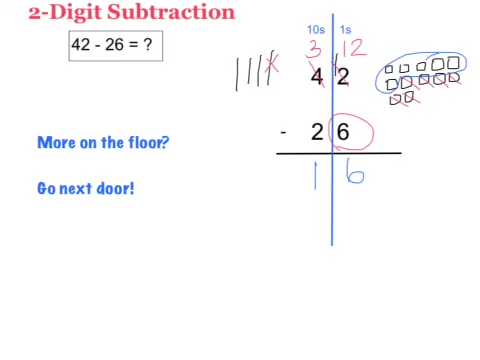 2-Digit Subtraction
42 - 26 = ?
10s 1s
3 12
4 2
More on the floor?
- 2 6
Go next door!
1 6